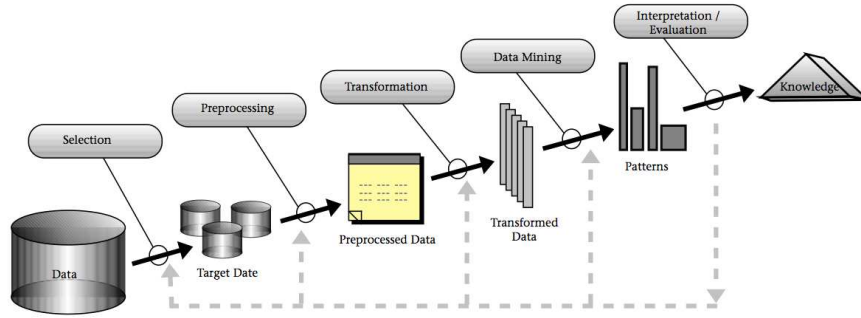 Interpretation /
Evaluation
Data Mining
Transformation
Preprocessing
Selection
Knowledge
Patterns
Transformed
Data
Preprocessed Data
Target Date
Data